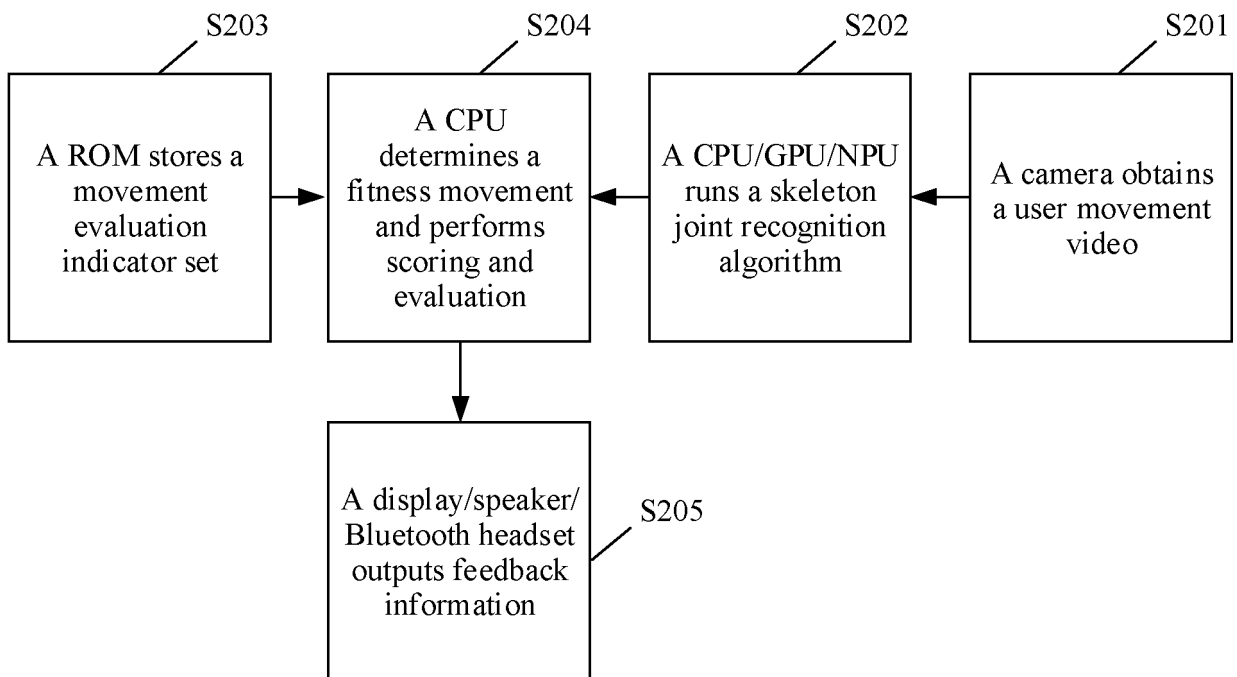 S203
S204
S202
S201
A ROM stores a
movement
evaluation
indicator set
A CPU
determines a
fitness movement
and performs
scoring and
evaluation
A CPU/GPU/NPU
runs a skeleton
joint recognition
algorithm
A camera obtains
a user movement
video
A display/speaker/
Bluetooth headset
outputs feedback
information
S205